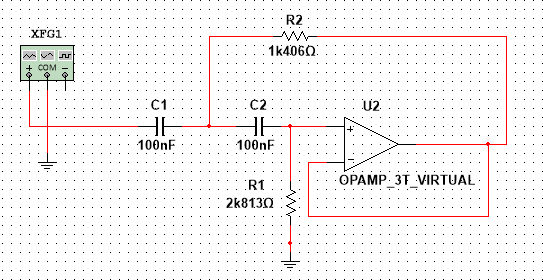 XFG1
COM
+ −
R2
1k406Ω
C1
100nF
C2
100nF
R1
2k813Ω
U2
+
−
OPAMP_3T_VIRTUAL